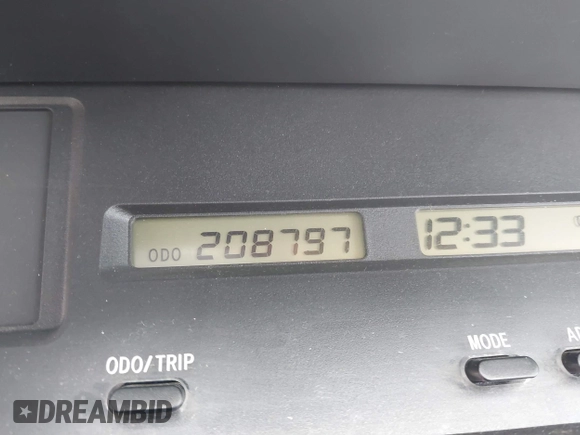 ODO 208797
12:33
MODE
ODO/TRIP
DREAMBID